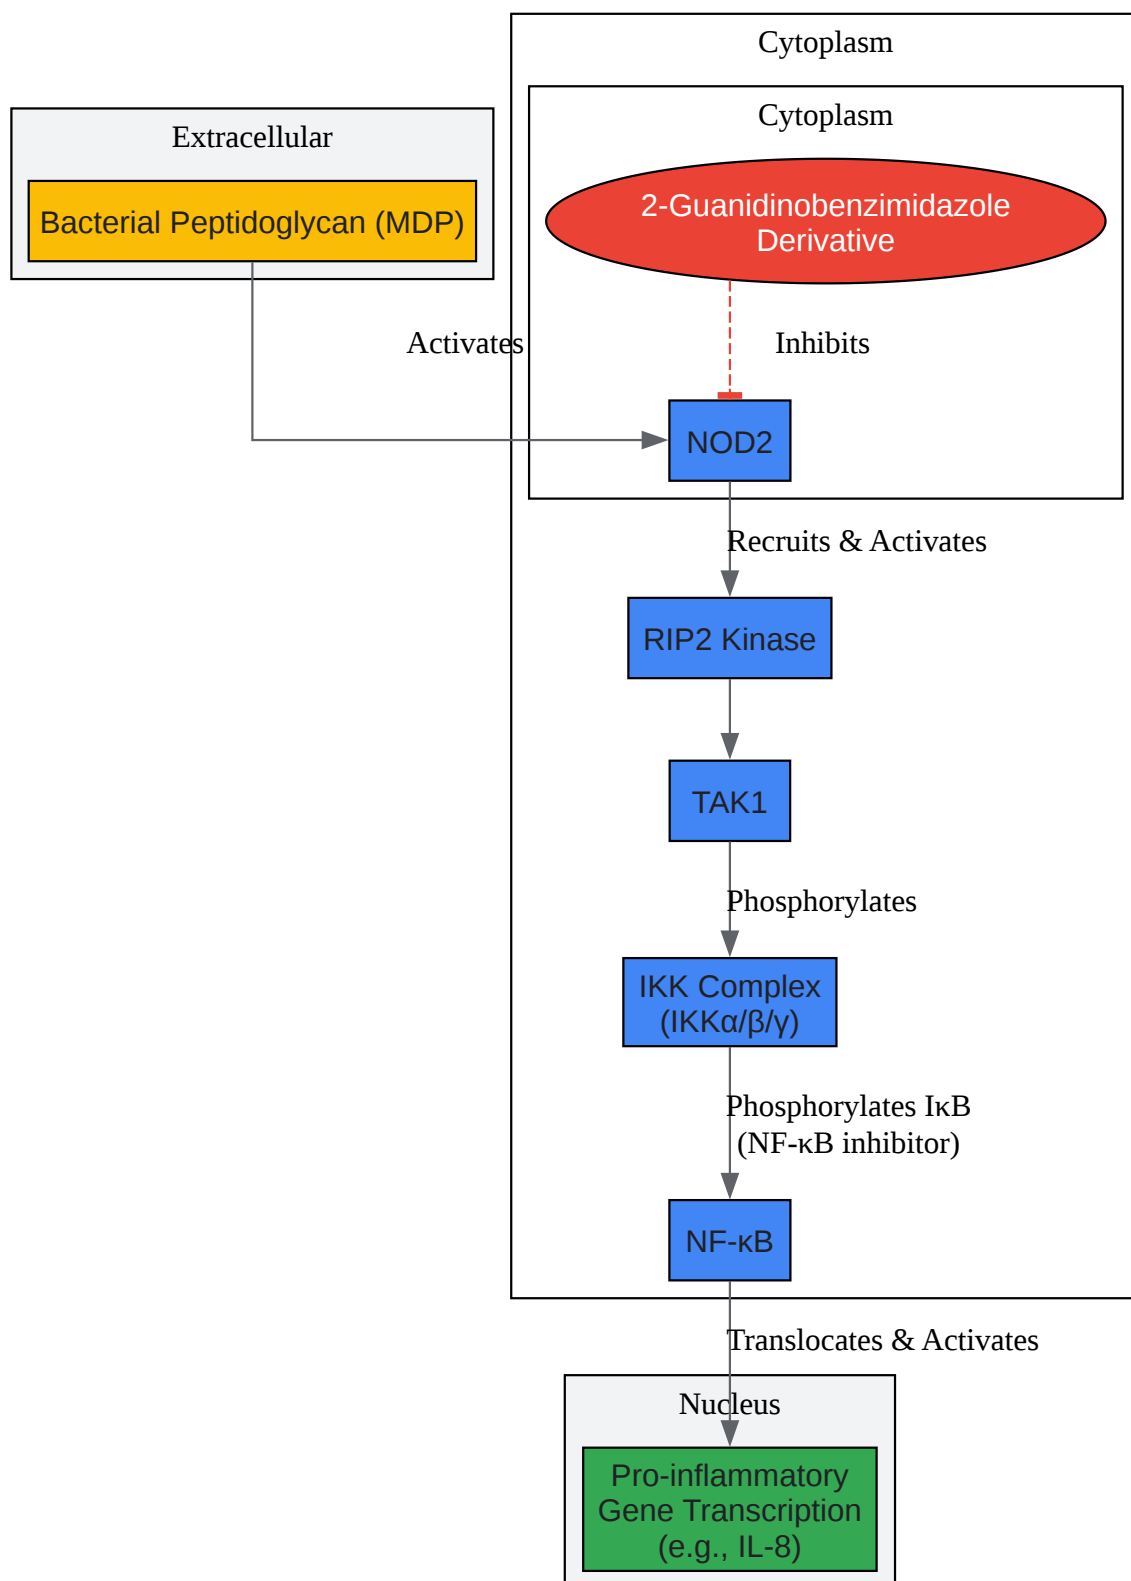 Cytoplasm
Cytoplasm
Extracellular
Bacterial Peptidoglycan (MDP)
2-Guanidinobenzimidazole
Derivative
Activates
Inhibits
NOD2
Recruits & Activates
RIP2 Kinase
TAK1
Phosphorylates
IKK Complex
(IKKα/β/γ)
Phosphorylates IκB
(NF-κB inhibitor)
NF-κB
Translocates & Activates
Nucleus
Pro-inflammatory
Gene Transcription
(e.g., IL-8)